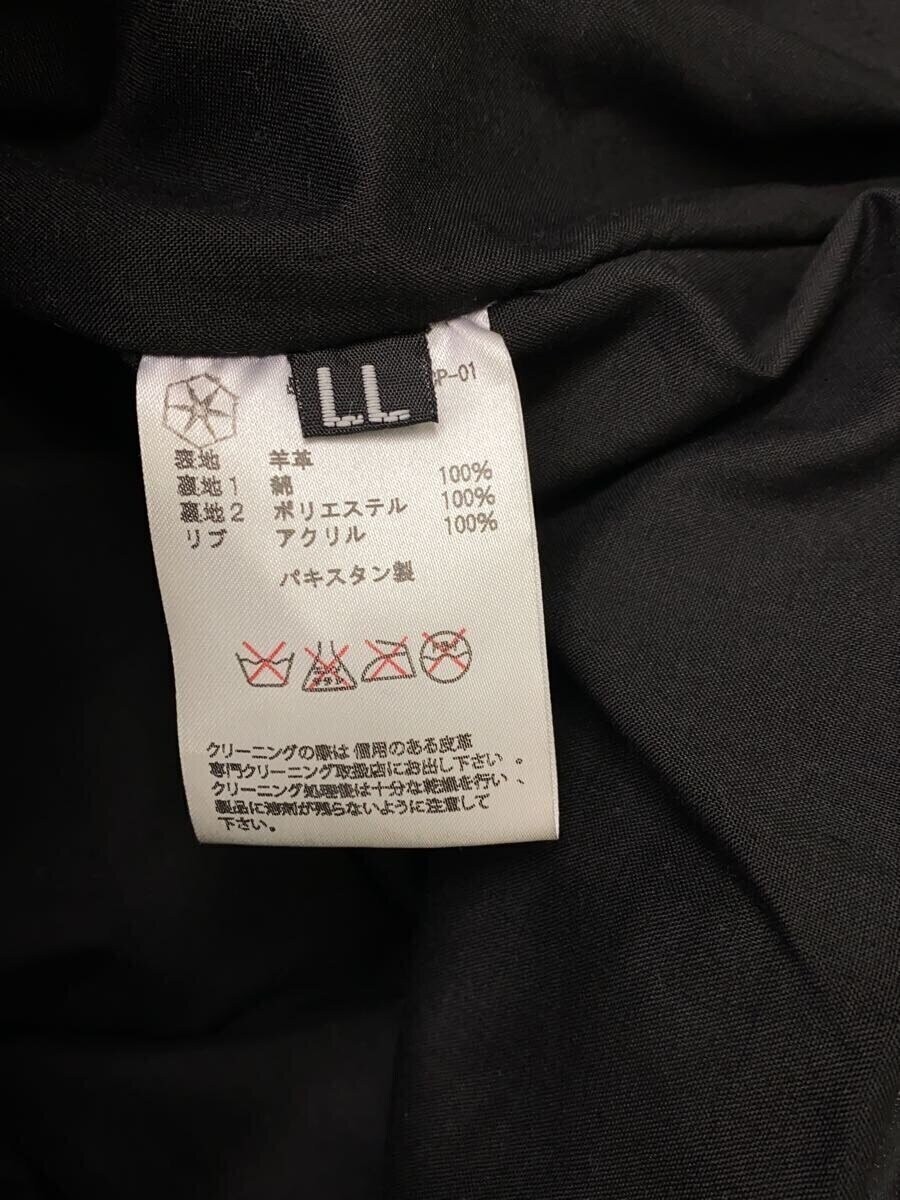 LL
P-01
表地 羊革
裏地1 綿 100%
裏地2 ポリエステル 100%
リブ アクリル 100%
パキスタン製
クリーニングの際は信用のある皮革
専門クリーニング取扱店にお出し下さい。
クリーニング処理後は十分な乾燥を行い、
製品に溶剤が残らないように注意して
下さい。